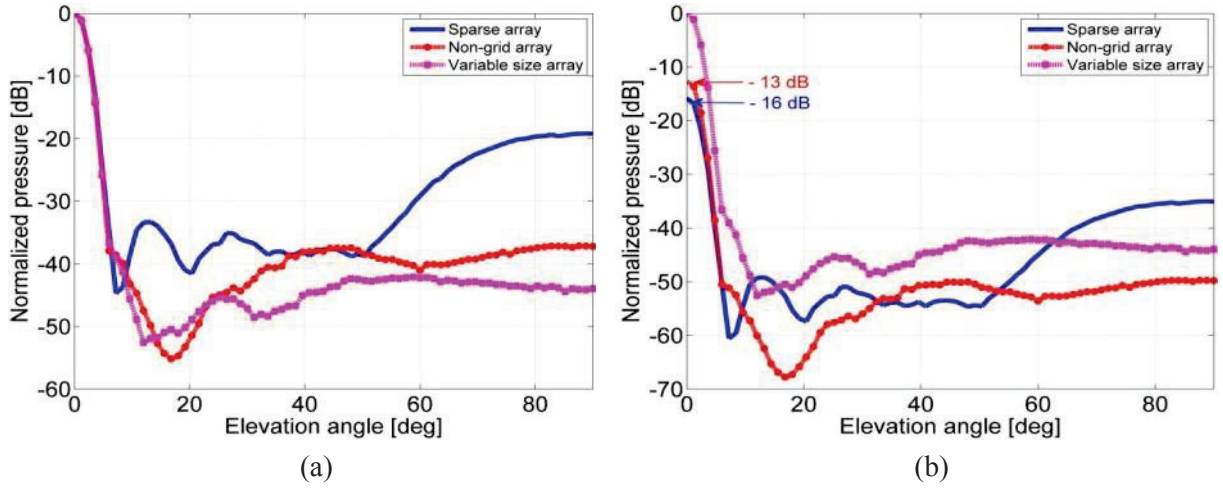 0
-10
-20
-30
-40
-50
-60
Normalized pressure [dB]
Sparse array
Non-grid array
Variable size array
0 20 40 60 80
Elevation angle [deg]
(a)
0
-10
-20
-30
-40
-50
-60
-70
Normalized pressure [dB]
Sparse array
Non-grid array
Variable size array
- 13 dB
- 16 dB
0 20 40 60 80
Elevation angle [deg]
(b)